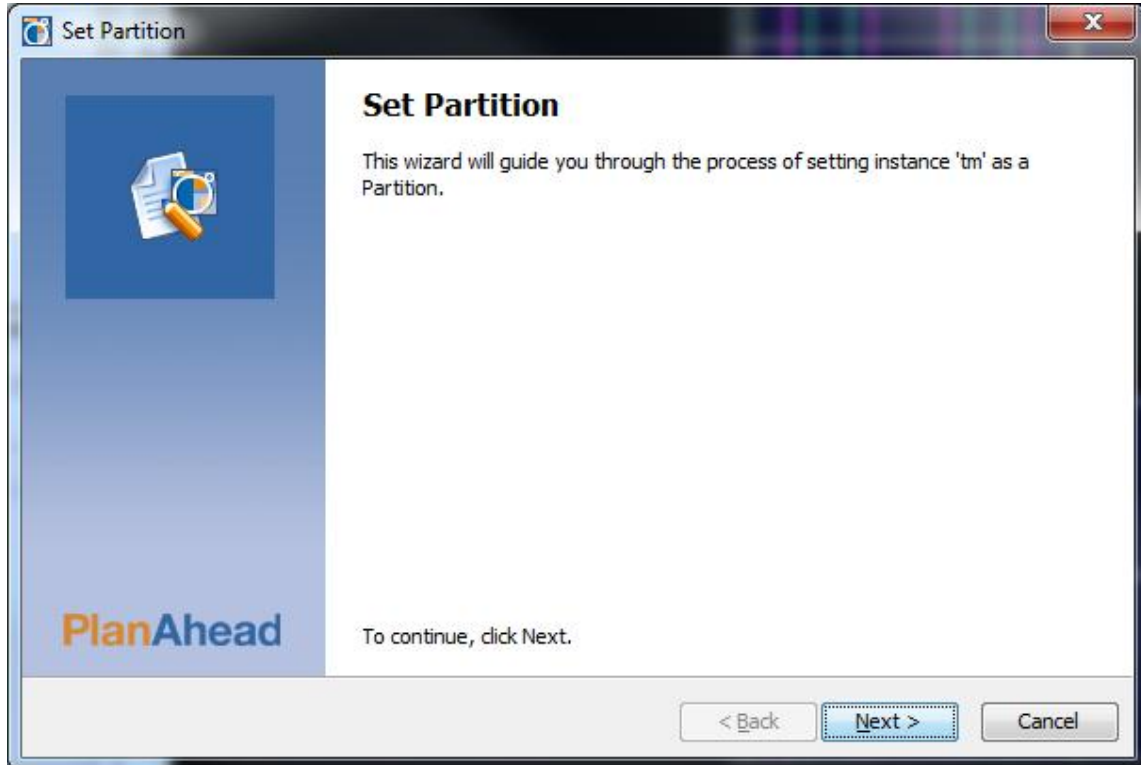 Set Partition
Set Partition
This wizard will guide you through the process of setting instance 'tm' as a
Partition.
PlanAhead
To continue, click Next.
< Back
Next >
Cancel